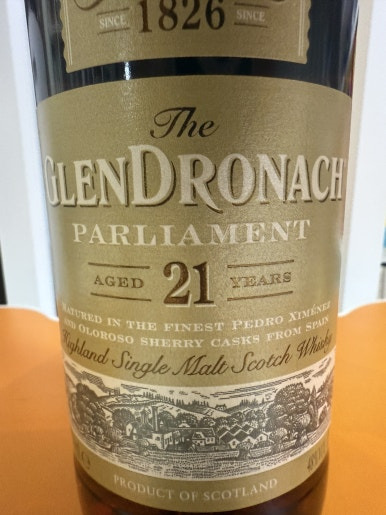 SINCE 1826 SINCE
The
GLENDRONACH
PARLIAMENT
AGED 21 YEARS
MATURED IN THE FINEST PEDRO XIMÉNEZ
AND OLOROSO SHERRY CASKS FROM SPAIN
Highland Single Malt Scotch Whisky
PRODUCT OF SCOTLAND